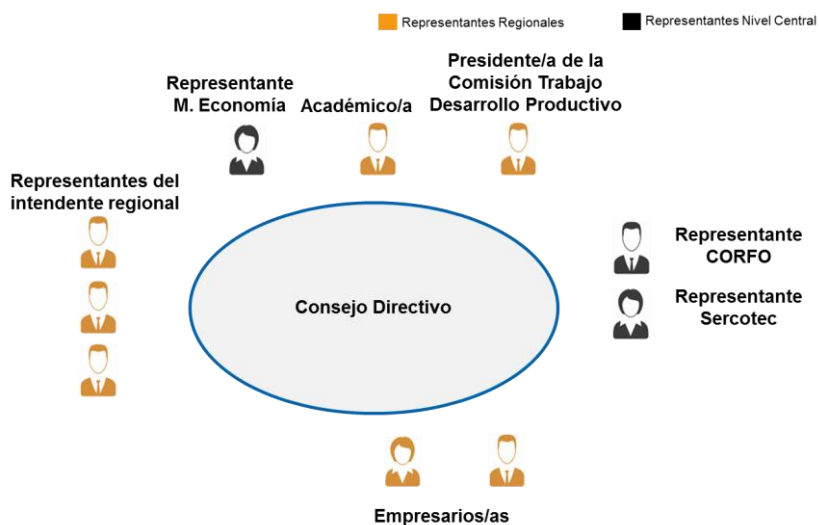 Representantes Regionales
Representantes Nivel Central
Presidente/a de la
Comisión Trabajo
Desarrollo Productivo
Representante
M. Economía
Académico/a
Representantes del
intendente regional
Representante
CORFO
Representante
Sercotec
Consejo Directivo
Empresarios/as